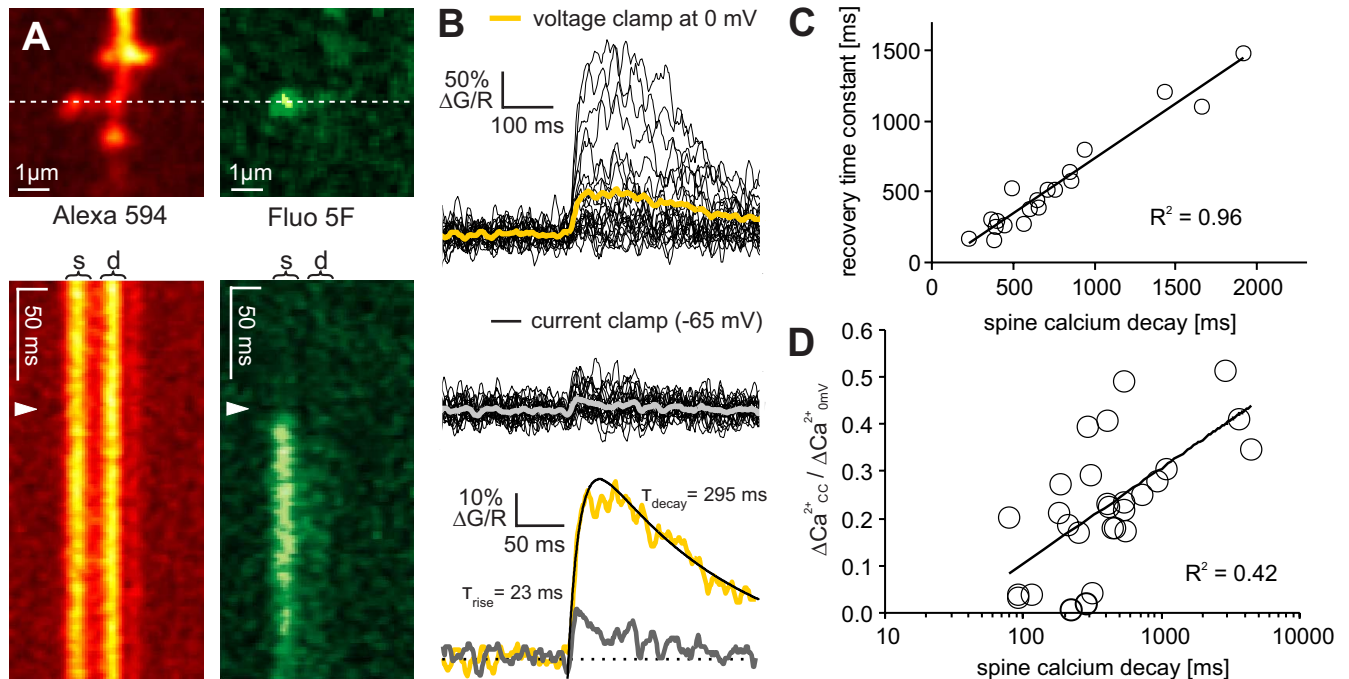 A
1µm
1µm
Alexa 594
Fluo 5F
s d
s d
50 ms
50 ms
B
voltage clamp at 0 mV
50%
ΔG/R
100 ms
current clamp (-65 mV)
10%
ΔG/R
50 ms
τdecay = 295 ms
τrise = 23 ms
C
recovery time constant [ms]
1500
1000
500
0
R² = 0.96
0 500 1000 1500 2000
spine calcium decay [ms]
D
ΔCa²⁺CC / ΔCa²⁺0mV
0.6
0.5
0.4
0.3
0.2
0.1
0.0
R² = 0.42
10 100 1000 10000
spine calcium decay [ms]